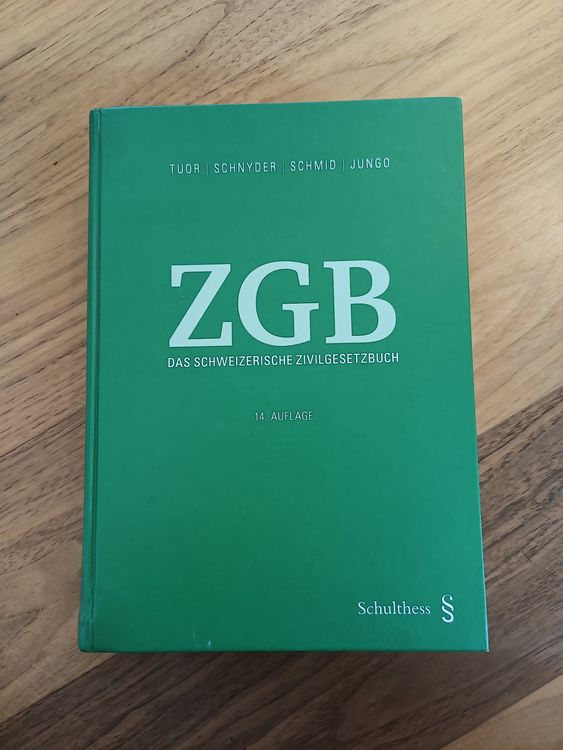 TUOR | SCHNYDER | SCHMID | JUNGO
ZGB
DAS SCHWEIZERISCHE ZIVILGESETZBUCH
14. AUFLAGE
Schulthess §